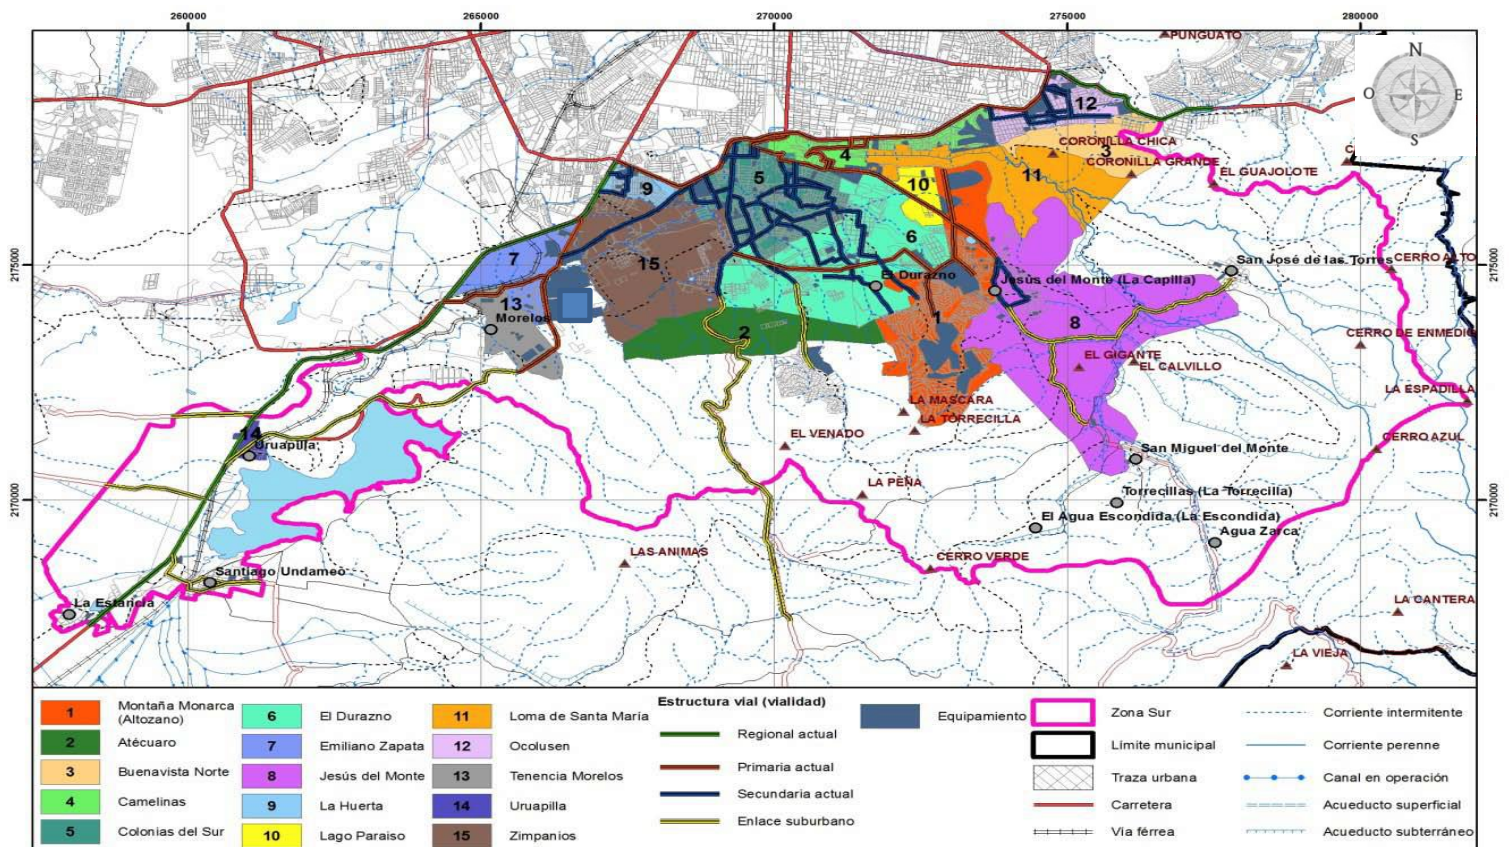 260000
265000
270000
275000
280000
PUNGUATO
N
O
E
S
12
CORONILLA CHICA
C
4
3
CORONILLA GRANDE
EL GUAJOLOTE
9
5
10
11
6
7
15
2175000
2175000
San José de las Torres
CERRO ALTO
El Durazno
Jesús del Monte (La Capilla)
13
Morelos
1
8
2
CERRO DE ENMEDIO
EL GIGANTE
EL CALVILLO
LA ESPADILLA
LA MASCARA
LA TORRECILLA
14
Uruapilla
EL VENADO
CERRO AZUL
San Miguel del Monte
LA PEÑA
2170000
2170000
Torrecillas (La Torrecilla)
El Agua Escondida (La Escondida)
Agua Zarca
LAS ANIMAS
CERRO VERDE
Santiago Undameo
La Estancia
LA CANTERA
LA VIEJA
1 Montaña Monarca
(Altozano)
2 Atécuaro
3 Buenavista Norte
4 Camelinas
5 Colonias del Sur
6 El Durazno
7 Emiliano Zapata
8 Jesús del Monte
9 La Huerta
10 Lago Paraiso
11 Loma de Santa María
12 Ocolusen
13 Tenencia Morelos
14 Uruapilla
15 Zimpanios
Estructura vial (vialidad)
Regional actual
Primaria actual
Secundaria actual
Enlace suburbano
Equipamiento
Zona Sur
Límite municipal
Traza urbana
Carretera
Vía férrea
Corriente intermitente
Corriente perenne
Canal en operación
Acueducto superficial
Acueducto subterráneo